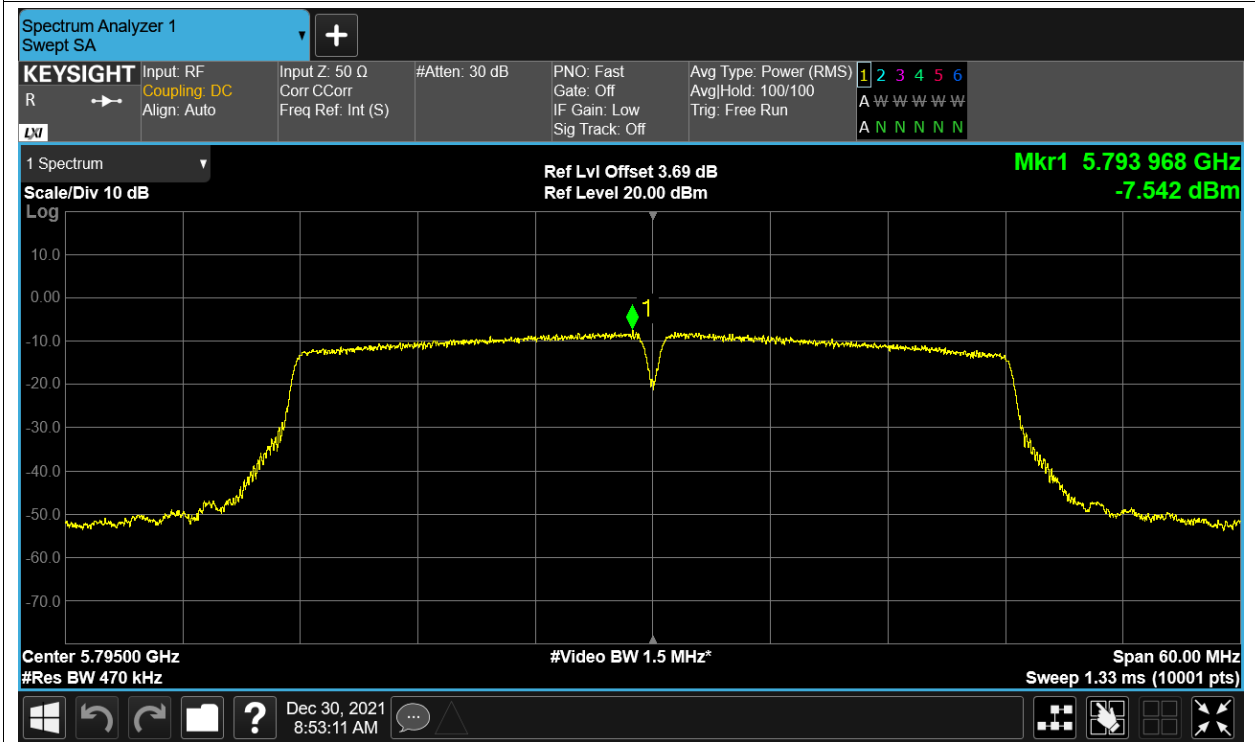 Spectrum Analyzer 1
Swept SA
+
KEYSIGHT
R
LXI
Input: RF
Coupling: DC
Align: Auto
Input Z: 50 Ω
Corr CCorr
Freq Ref: Int (S)
#Atten: 30 dB
PNO: Fast
Gate: Off
IF Gain: Low
Sig Track: Off
Avg Type: Power (RMS)
Avg|Hold: 100/100
Trig: Free Run
1 2 3 4 5 6
A W W W W W
A N N N N N
1 Spectrum
Scale/Div 10 dB
Ref Lvl Offset 3.69 dB
Ref Level 20.00 dBm
Mkr1 5.793 968 GHz
-7.542 dBm
Log
10.0
0.00
-10.0
-20.0
-30.0
-40.0
-50.0
-60.0
-70.0
1
Center 5.79500 GHz
#Res BW 470 kHz
#Video BW 1.5 MHz*
Span 60.00 MHz
Sweep 1.33 ms (10001 pts)
?
Dec 30, 2021
8:53:11 AM